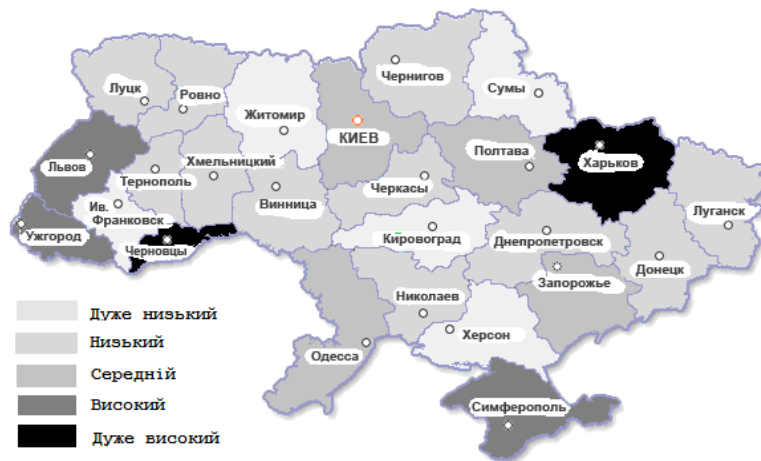 Чернигов
Луцк
Ровно
Сумы
Житомир
КИЕВ
Львов
Тернополь
Хмельницкий
Полтава
Харьков
Черкасы
Винница
Ив.
Франковск
Луганск
Ужгород
Черновцы
Кировоград
Днепропетровск
Донецк
Запорожье
Николаев
Херсон
Одесса
Симферополь
Дуже низький
Низький
Середній
Високий
Дуже високий